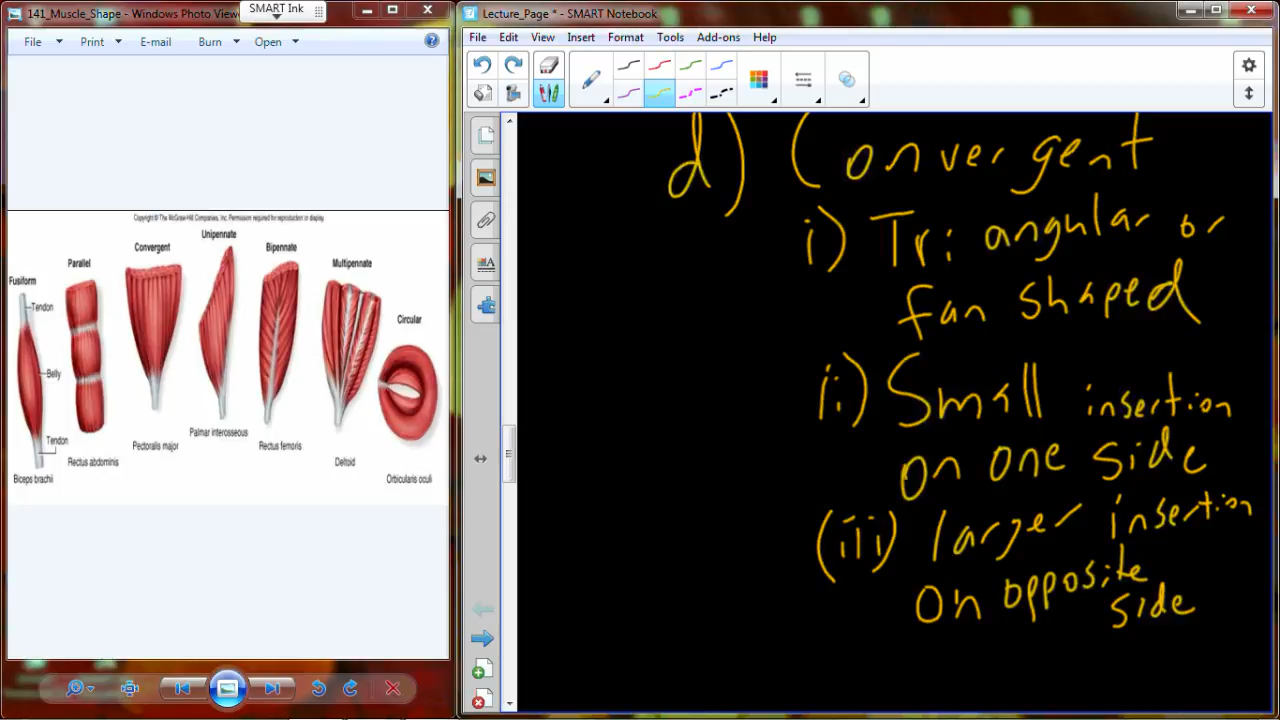 141_Muscle_Shape - Windows Photo Viewer
SMART Ink
Lecture_Page * - SMART Notebook
File Print E-mail Burn Open
File Edit View Insert Format Tools Add-ons Help
Copyright © The McGraw-Hill Companies, Inc. Permission required for reproduction or display.
Fusiform
Parallel
Convergent
Unipennate
Bipennate
Multipennate
Circular
Tendon
Belly
Tendon
Biceps brachii
Rectus abdominis
Pectoralis major
Palmar interosseous
Rectus femoris
Deltoid
Orbicularis oculi
d) Convergent
i) Triangular or
fan shaped
ii) Small insertion
on one side
(iii) larger insertion
on opposite
side